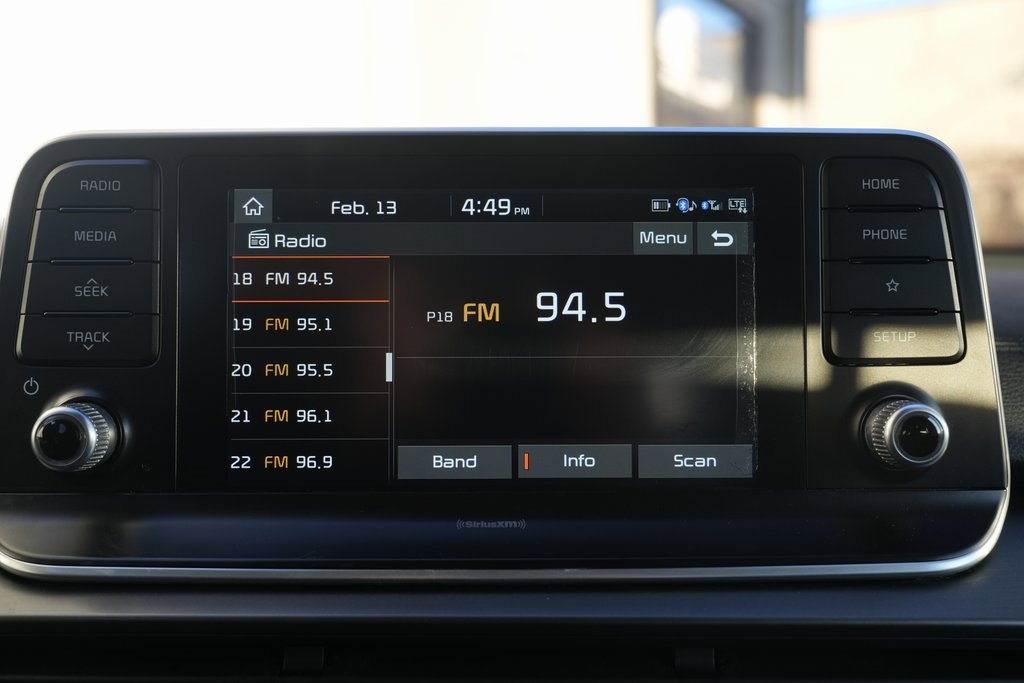 RADIO
MEDIA
SEEK
TRACK
Feb. 13 4:49 PM LTE
Radio Menu
18 FM 94.5
19 FM 95.1
20 FM 95.5
21 FM 96.1
22 FM 96.9
P18 FM 94.5
Band Info Scan
HOME
PHONE
SETUP
SiriusXM